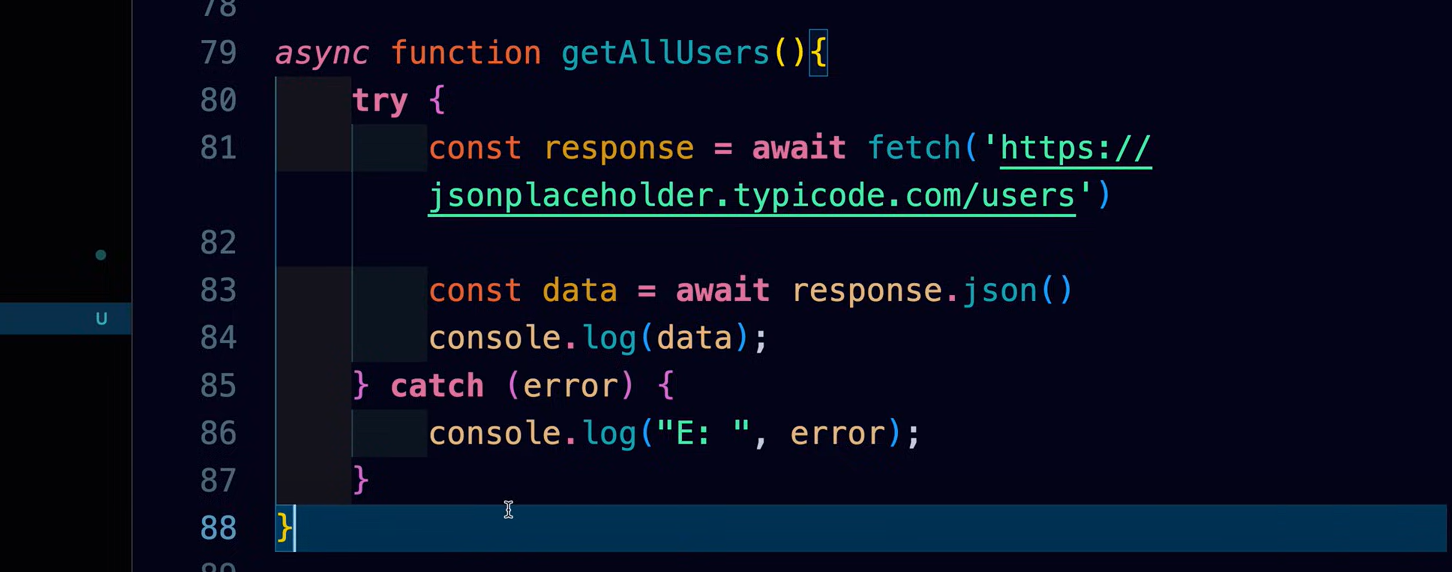 78
79 async function getAllUsers(){
80     try {
81         const response = await fetch('https://
           jsonplaceholder.typicode.com/users')
82
83         const data = await response.json()
84         console.log(data);
85     } catch (error) {
86         console.log("E: ", error);
87     }
88 }
89
U